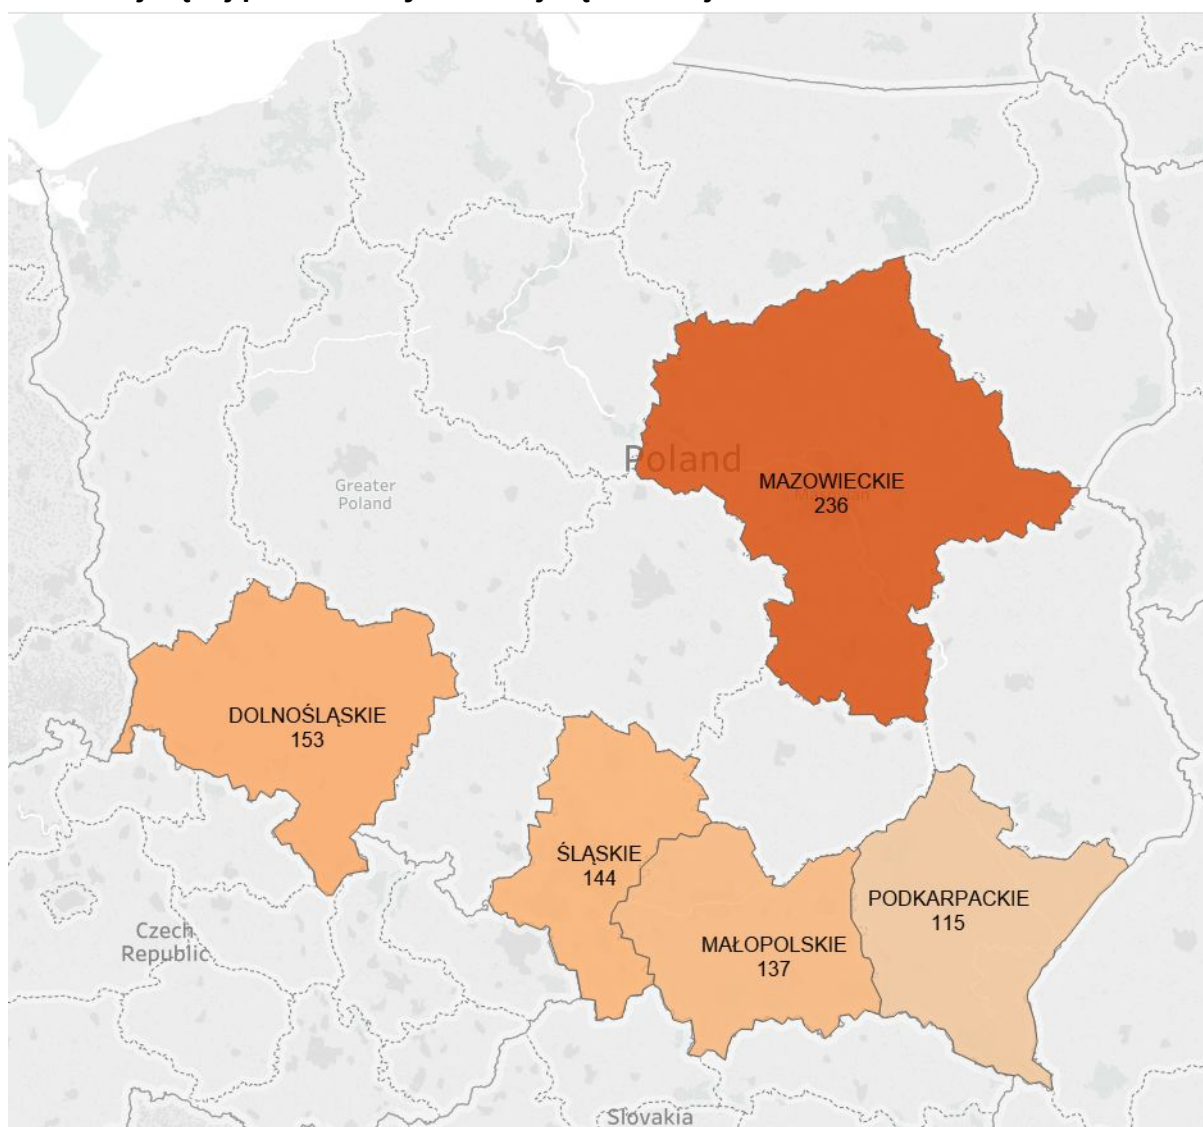 Poland
MAZOWIECKIE
236
Greater
Poland
DOLNOŚLĄSKIE
153
ŚLĄSKIE
144
PODKARPACKIE
115
MAŁOPOLSKIE
137
Czech
Republic
Slovakia